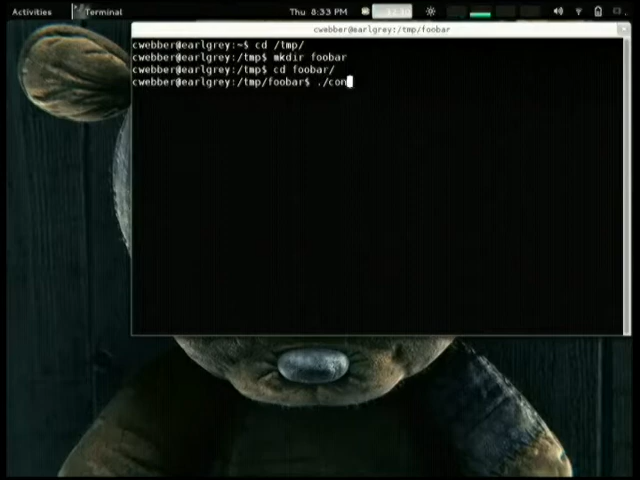 Activities Terminal Thu 8:33 PM
cwebber@earlgrey:/tmp/foobar
cwebber@earlgrey:~$ cd /tmp/
cwebber@earlgrey:/tmp$ mkdir foobar
cwebber@earlgrey:/tmp$ cd foobar/
cwebber@earlgrey:/tmp/foobar$ ./con